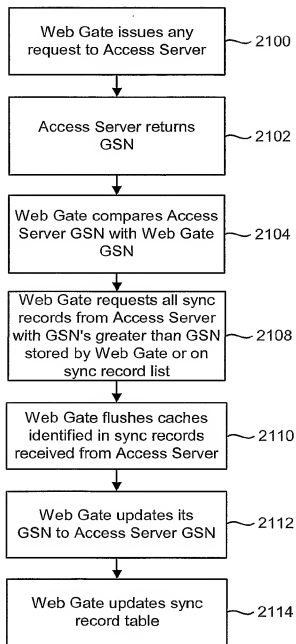 Web Gate issues any
request to Access Server
2100
Access Server returns
GSN
2102
Web Gate compares Access
Server GSN with Web Gate
GSN
2104
Web Gate requests all sync
records from Access Server
with GSN's greater than GSN
stored by Web Gate or on
sync record list
2108
Web Gate flushes caches
identified in sync records
received from Access Server
2110
Web Gate updates its
GSN to Access Server GSN
2112
Web Gate updates sync
record table
2114